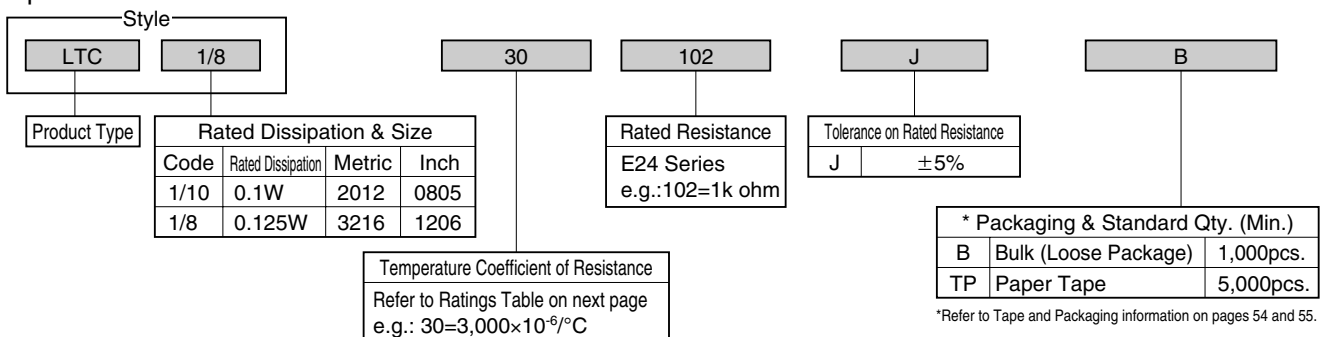 Style
LTC 1/8 30 102 J B
Product Type
Rated Dissipation & Size
Code Rated Dissipation Metric Inch
1/10 0.1W 2012 0805
1/8 0.125W 3216 1206
Temperature Coefficient of Resistance
Refer to Ratings Table on next page
e.g.: 30=3,000×10⁻⁶/°C
Rated Resistance
E24 Series
e.g.:102=1k ohm
Tolerance on Rated Resistance
J ±5%
* Packaging & Standard Qty. (Min.)
B Bulk (Loose Package) 1,000pcs.
TP Paper Tape 5,000pcs.
*Refer to Tape and Packaging information on pages 54 and 55.